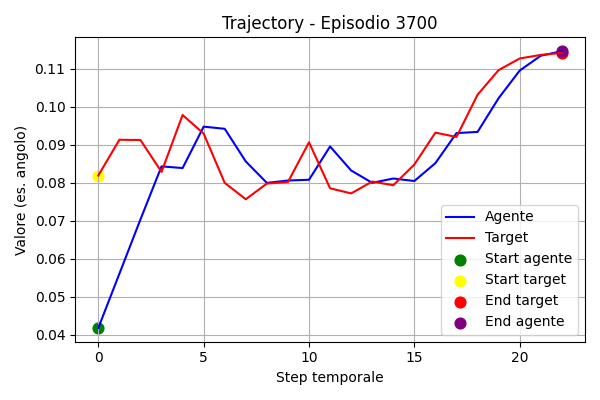 Trajectory - Episodio 3700
Valore (es. angolo)
0.11
0.10
0.09
0.08
0.07
0.06
0.05
0.04
Agente
Target
Start agente
Start target
End target
End agente
0 5 10 15 20
Step temporale